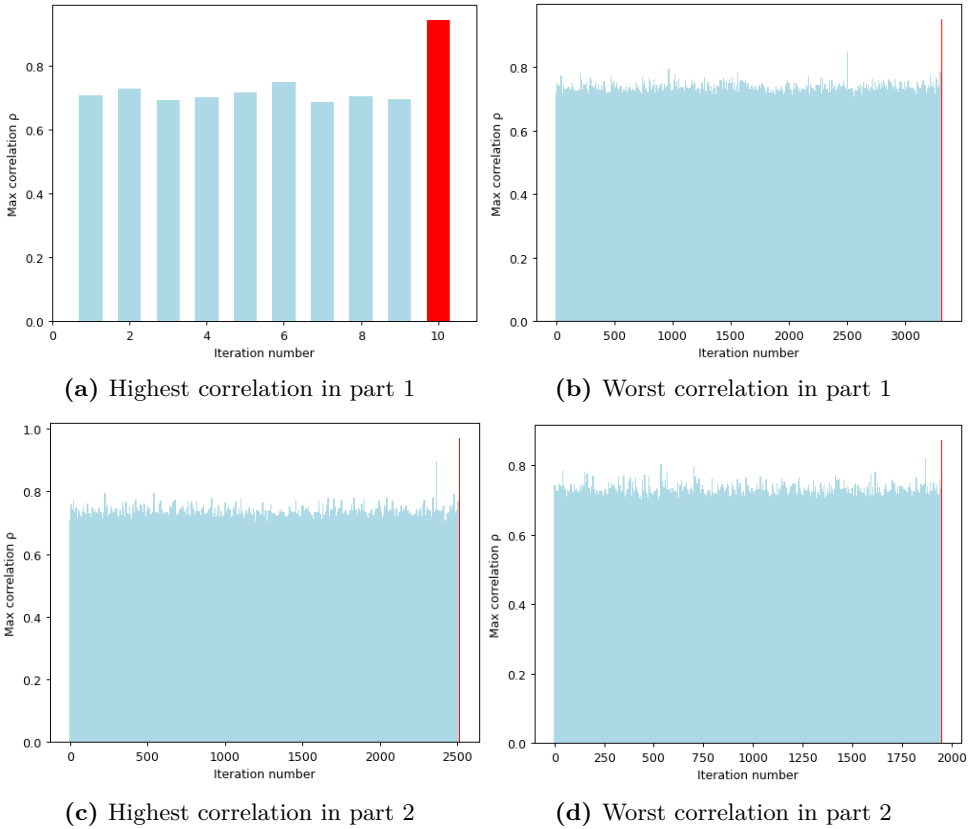 Max correlation ρ
0.8
0.6
0.4
0.2
0.0
0 2 4 6 8 10
Iteration number
(a) Highest correlation in part 1
Max correlation ρ
0.8
0.6
0.4
0.2
0.0
0 500 1000 1500 2000 2500 3000
Iteration number
(b) Worst correlation in part 1
Max correlation ρ
1.0
0.8
0.6
0.4
0.2
0.0
0 500 1000 1500 2000 2500
Iteration number
(c) Highest correlation in part 2
Max correlation ρ
0.8
0.6
0.4
0.2
0.0
0 250 500 750 1000 1250 1500 1750 2000
Iteration number
(d) Worst correlation in part 2